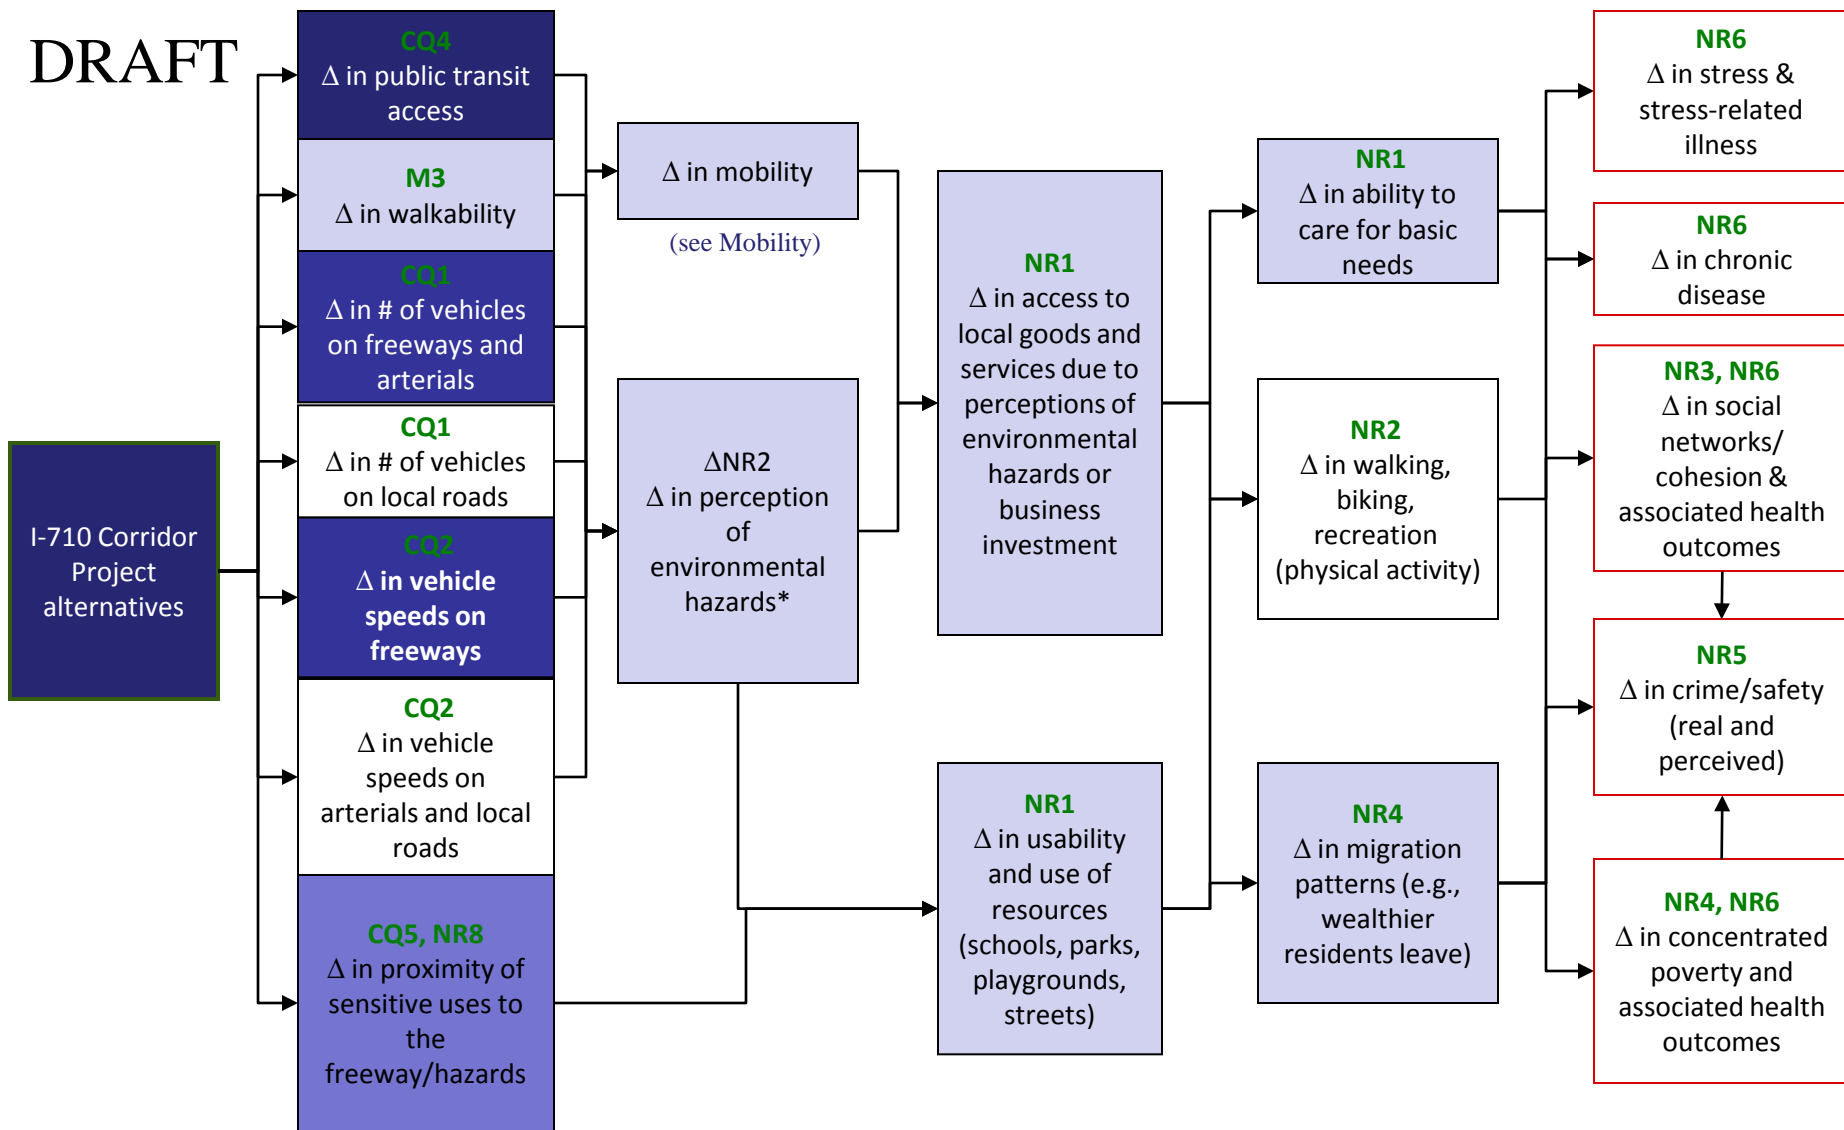 DRAFT
I-710 Corridor
Project
alternatives
CQ4
Δ in public transit
access
M3
Δ in walkability
CQ1
Δ in # of vehicles
on freeways and
arterials
CQ1
Δ in # of vehicles
on local roads
CQ2
Δ in vehicle
speeds on
freeways
CQ2
Δ in vehicle
speeds on
arterials and local
roads
CQ5, NR8
Δ in proximity of
sensitive uses to
the
freeway/hazards
Δ in mobility
(see Mobility)
ΔNR2
Δ in perception
of
environmental
hazards*
NR1
Δ in access to
local goods and
services due to
perceptions of
environmental
hazards or
business
investment
NR1
Δ in usability
and use of
resources
(schools, parks,
playgrounds,
streets)
NR1
Δ in ability to
care for basic
needs
NR2
Δ in walking,
biking,
recreation
(physical activity)
NR4
Δ in migration
patterns (e.g.,
wealthier
residents leave)
NR6
Δ in stress &
stress-related
illness
NR6
Δ in chronic
disease
NR3, NR6
Δ in social
networks/
cohesion &
associated health
outcomes
NR5
Δ in crime/safety
(real and
perceived)
NR4, NR6
Δ in concentrated
poverty and
associated health
outcomes